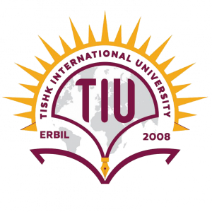 TISHK INTERNATIONAL UNIVERSITY
TIU
ERBIL 2008